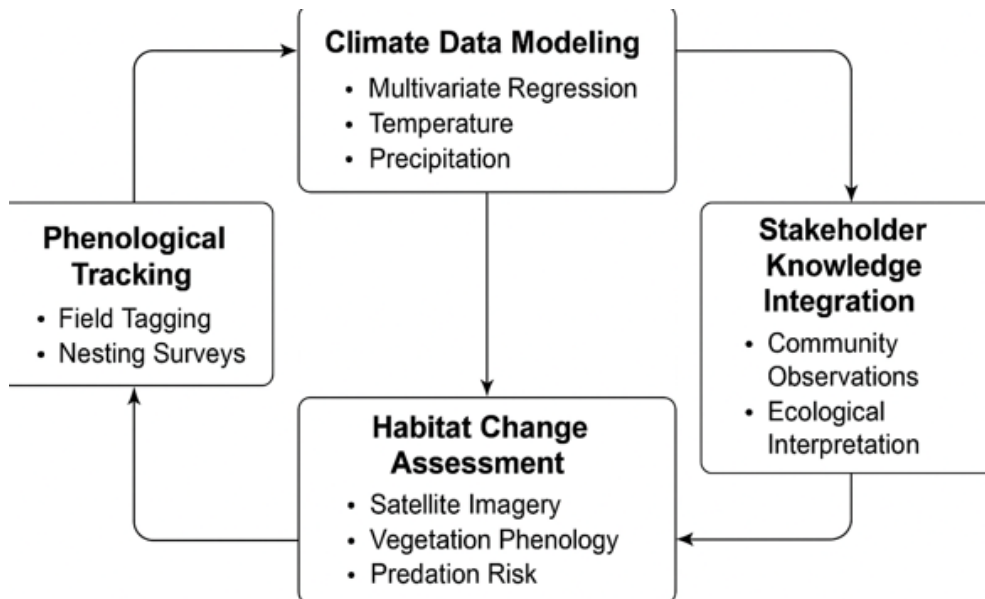 Climate Data Modeling
• Multivariate Regression
• Temperature
• Precipitation
Phenological
Tracking
• Field Tagging
• Nesting Surveys
Stakeholder
Knowledge
Integration
• Community
Observations
• Ecological
Interpretation
Habitat Change
Assessment
• Satellite Imagery
• Vegetation Phenology
• Predation Risk